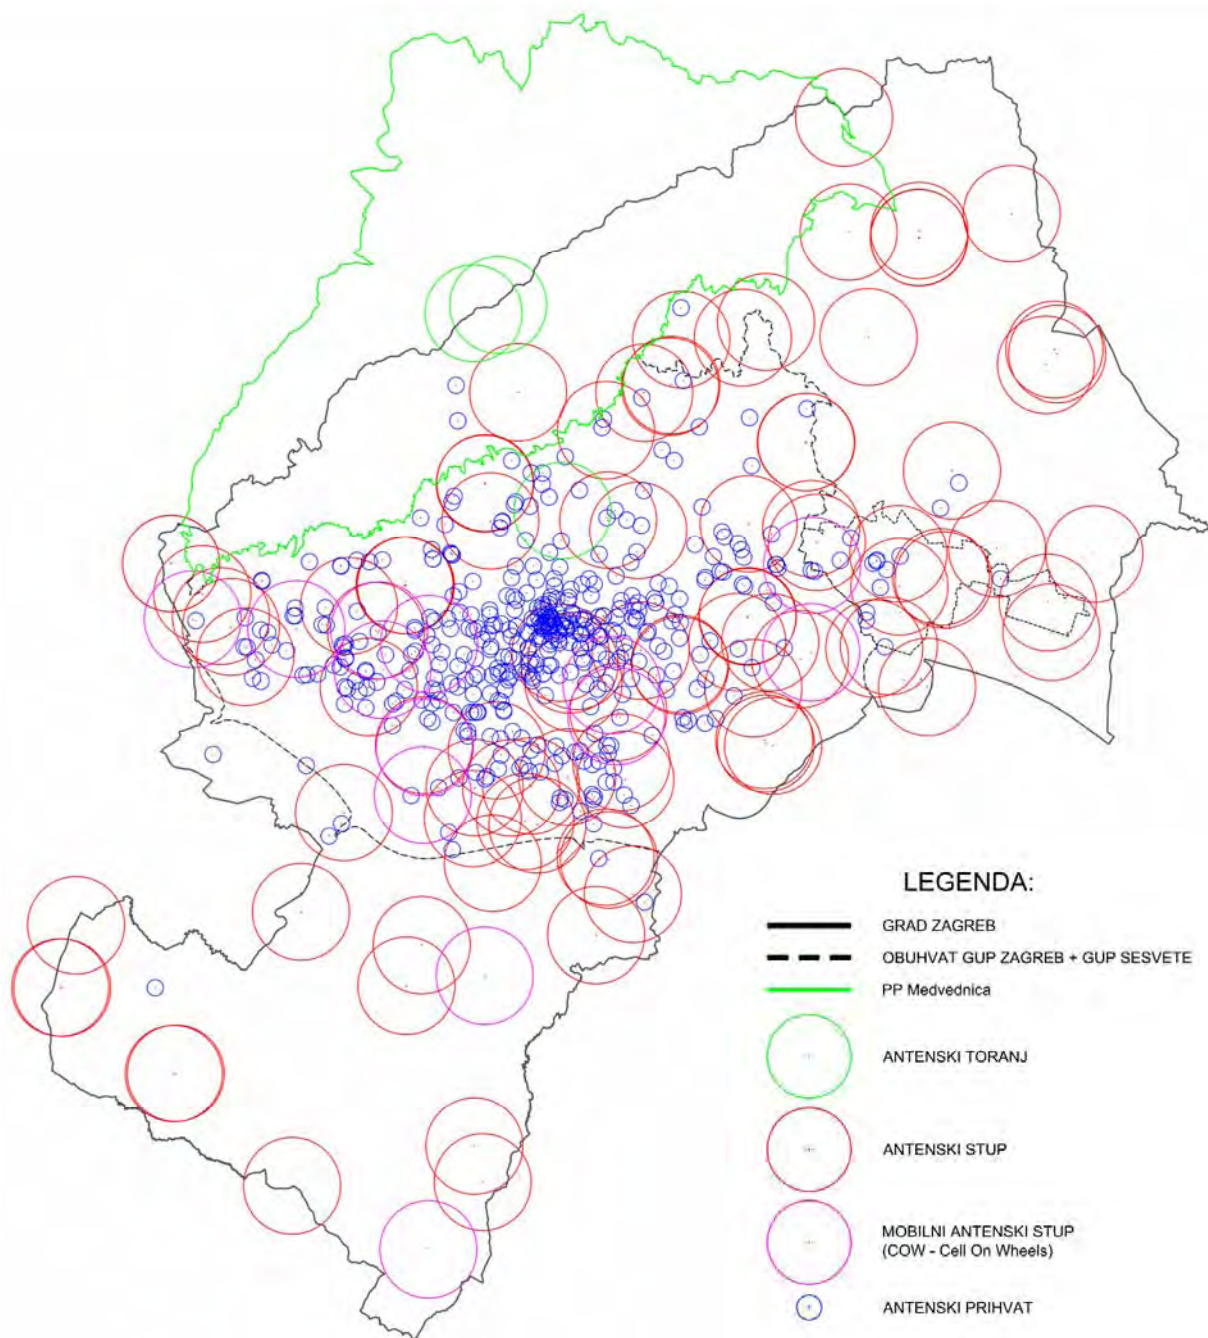 LEGENDA:
GRAD ZAGREB
OBUHVAT GUP ZAGREB + GUP SESVETE
PP Medvednica
ANTENSKI TORANJ
ANTENSKI STUP
MOBILNI ANTENSKI STUP
(COW - Cell On Wheels)
ANTENSKI PRIHVAT